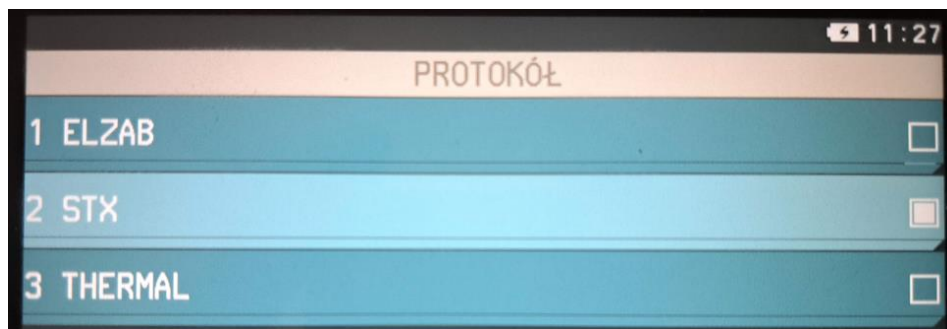 11:27
PROTOKÓŁ
1 ELZAB
2 STX
3 THERMAL